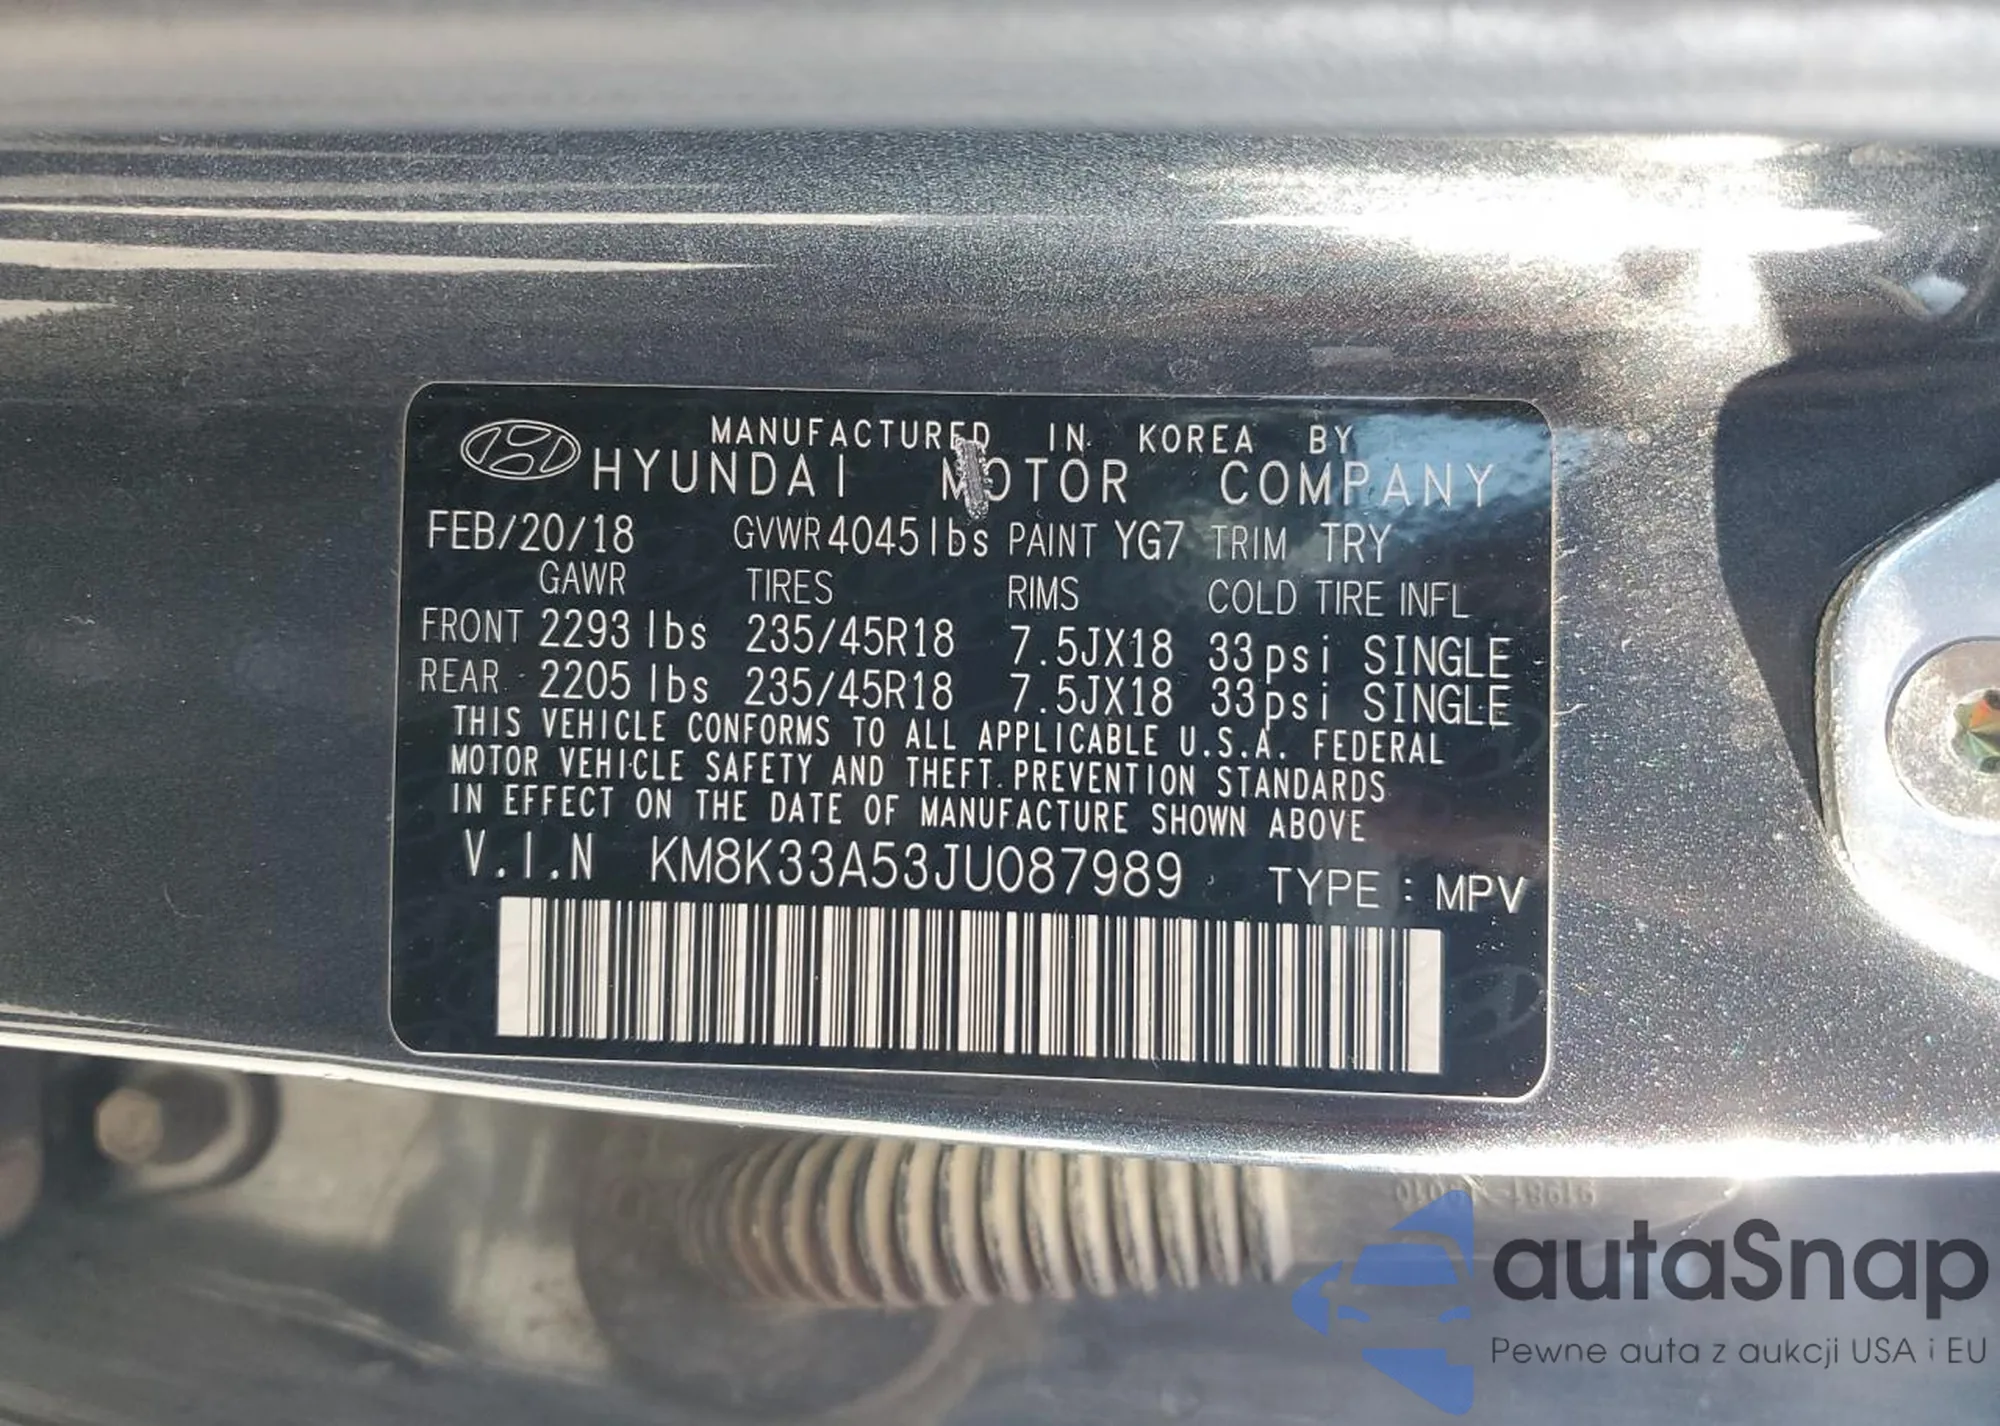 MANUFACTURED IN KOREA BY
HYUNDAI MOTOR COMPANY
FEB/20/18 GVWR 4045 lbs PAINT YG7 TRIM TRY
GAWR TIRES RIMS COLD TIRE INFL
FRONT 2293 lbs 235/45R18 7.5JX18 33psi SINGLE
REAR 2205 lbs 235/45R18 7.5JX18 33psi SINGLE
THIS VEHICLE CONFORMS TO ALL APPLICABLE U.S.A. FEDERAL
MOTOR VEHICLE SAFETY AND THEFT PREVENTION STANDARDS
IN EFFECT ON THE DATE OF MANUFACTURE SHOWN ABOVE
V.I.N KM8K33A53JU087989 TYPE : MPV
autaSnap
Pewne auta z aukcji USA i EU